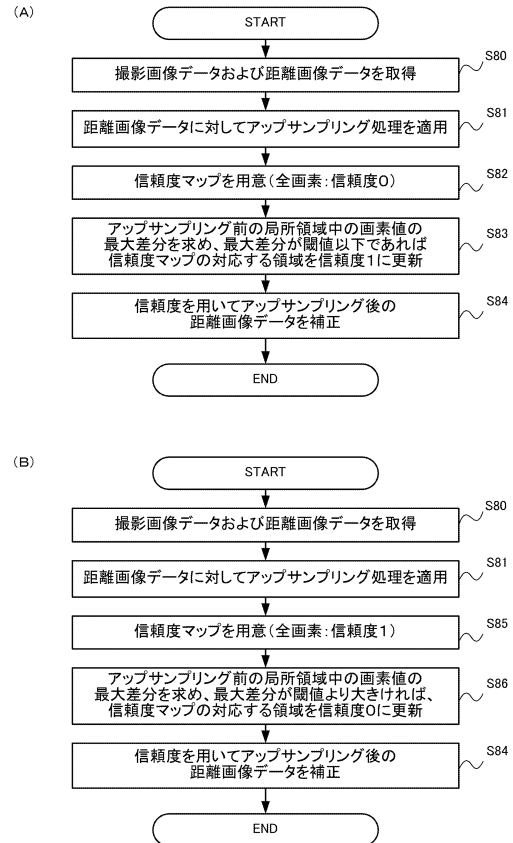 (A)
START
S80
撮影画像データおよび距離画像データを取得
S81
距離画像データに対してアップサンプリング処理を適用
S82
信頼度マップを用意(全画素:信頼度0)
S83
アップサンプリング前の局所領域中の画素値の
最大差分を求め、最大差分が閾値以下であれば
信頼度マップの対応する領域を信頼度1に更新
S84
信頼度を用いてアップサンプリング後の
距離画像データを補正
END
(B)
START
S80
撮影画像データおよび距離画像データを取得
S81
距離画像データに対してアップサンプリング処理を適用
S85
信頼度マップを用意(全画素:信頼度1)
S86
アップサンプリング前の局所領域中の画素値の
最大差分を求め、最大差分が閾値より大きければ、
信頼度マップの対応する領域を信頼度0に更新
S84
信頼度を用いてアップサンプリング後の
距離画像データを補正
END